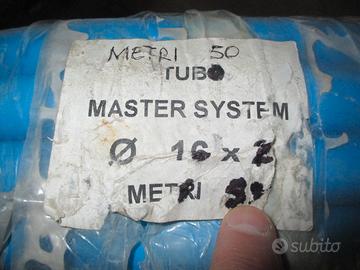 METRI 50
TUBO
MASTER SYSTEM
Ø 16 x 2
METRI
subito